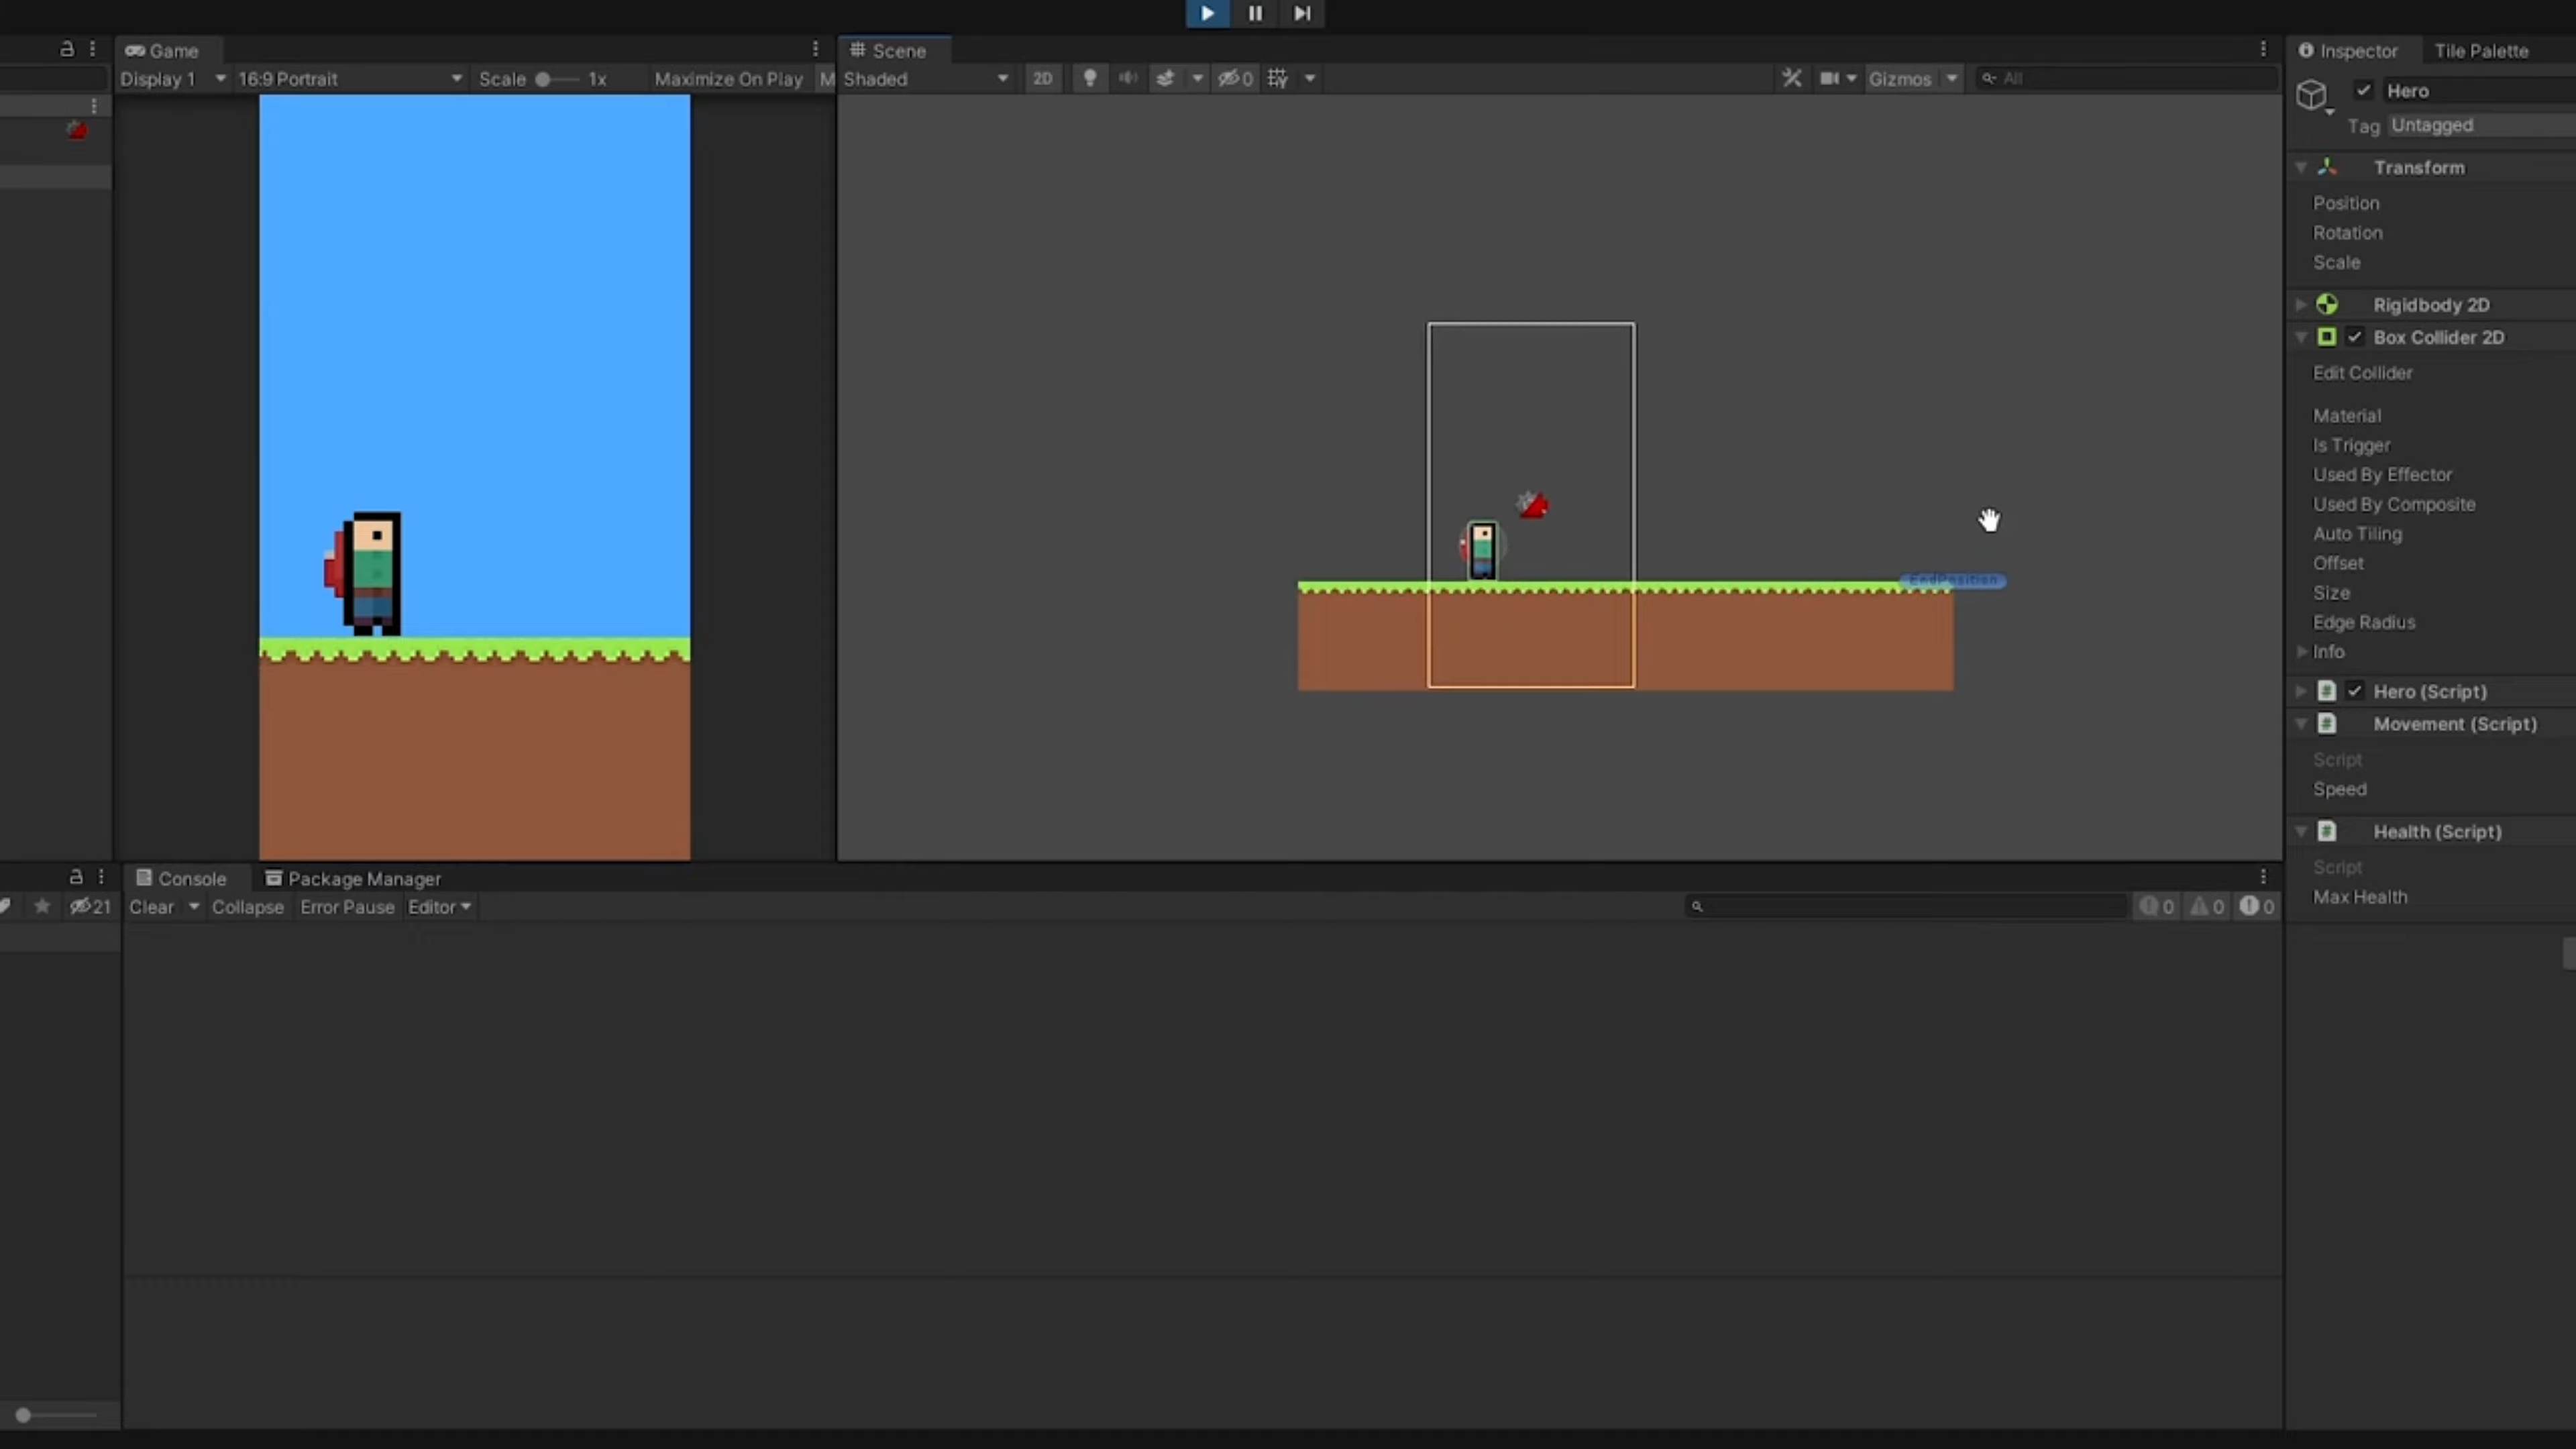 Game
Display 1
16:9 Portrait
Scale
1x
Maximize On Play
M
Scene
Shaded
2D
0
Gizmos
All
EndPosition
Inspector
Tile Palette
Hero
Tag
Untagged
Transform
Position
Rotation
Scale
Rigidbody 2D
Box Collider 2D
Edit Collider
Material
Is Trigger
Used By Effector
Used By Composite
Auto Tiling
Offset
Size
Edge Radius
Info
Hero (Script)
Movement (Script)
Script
Speed
Health (Script)
Script
Max Health
21
Console
Package Manager
Clear
Collapse
Error Pause
Editor
0
0
0